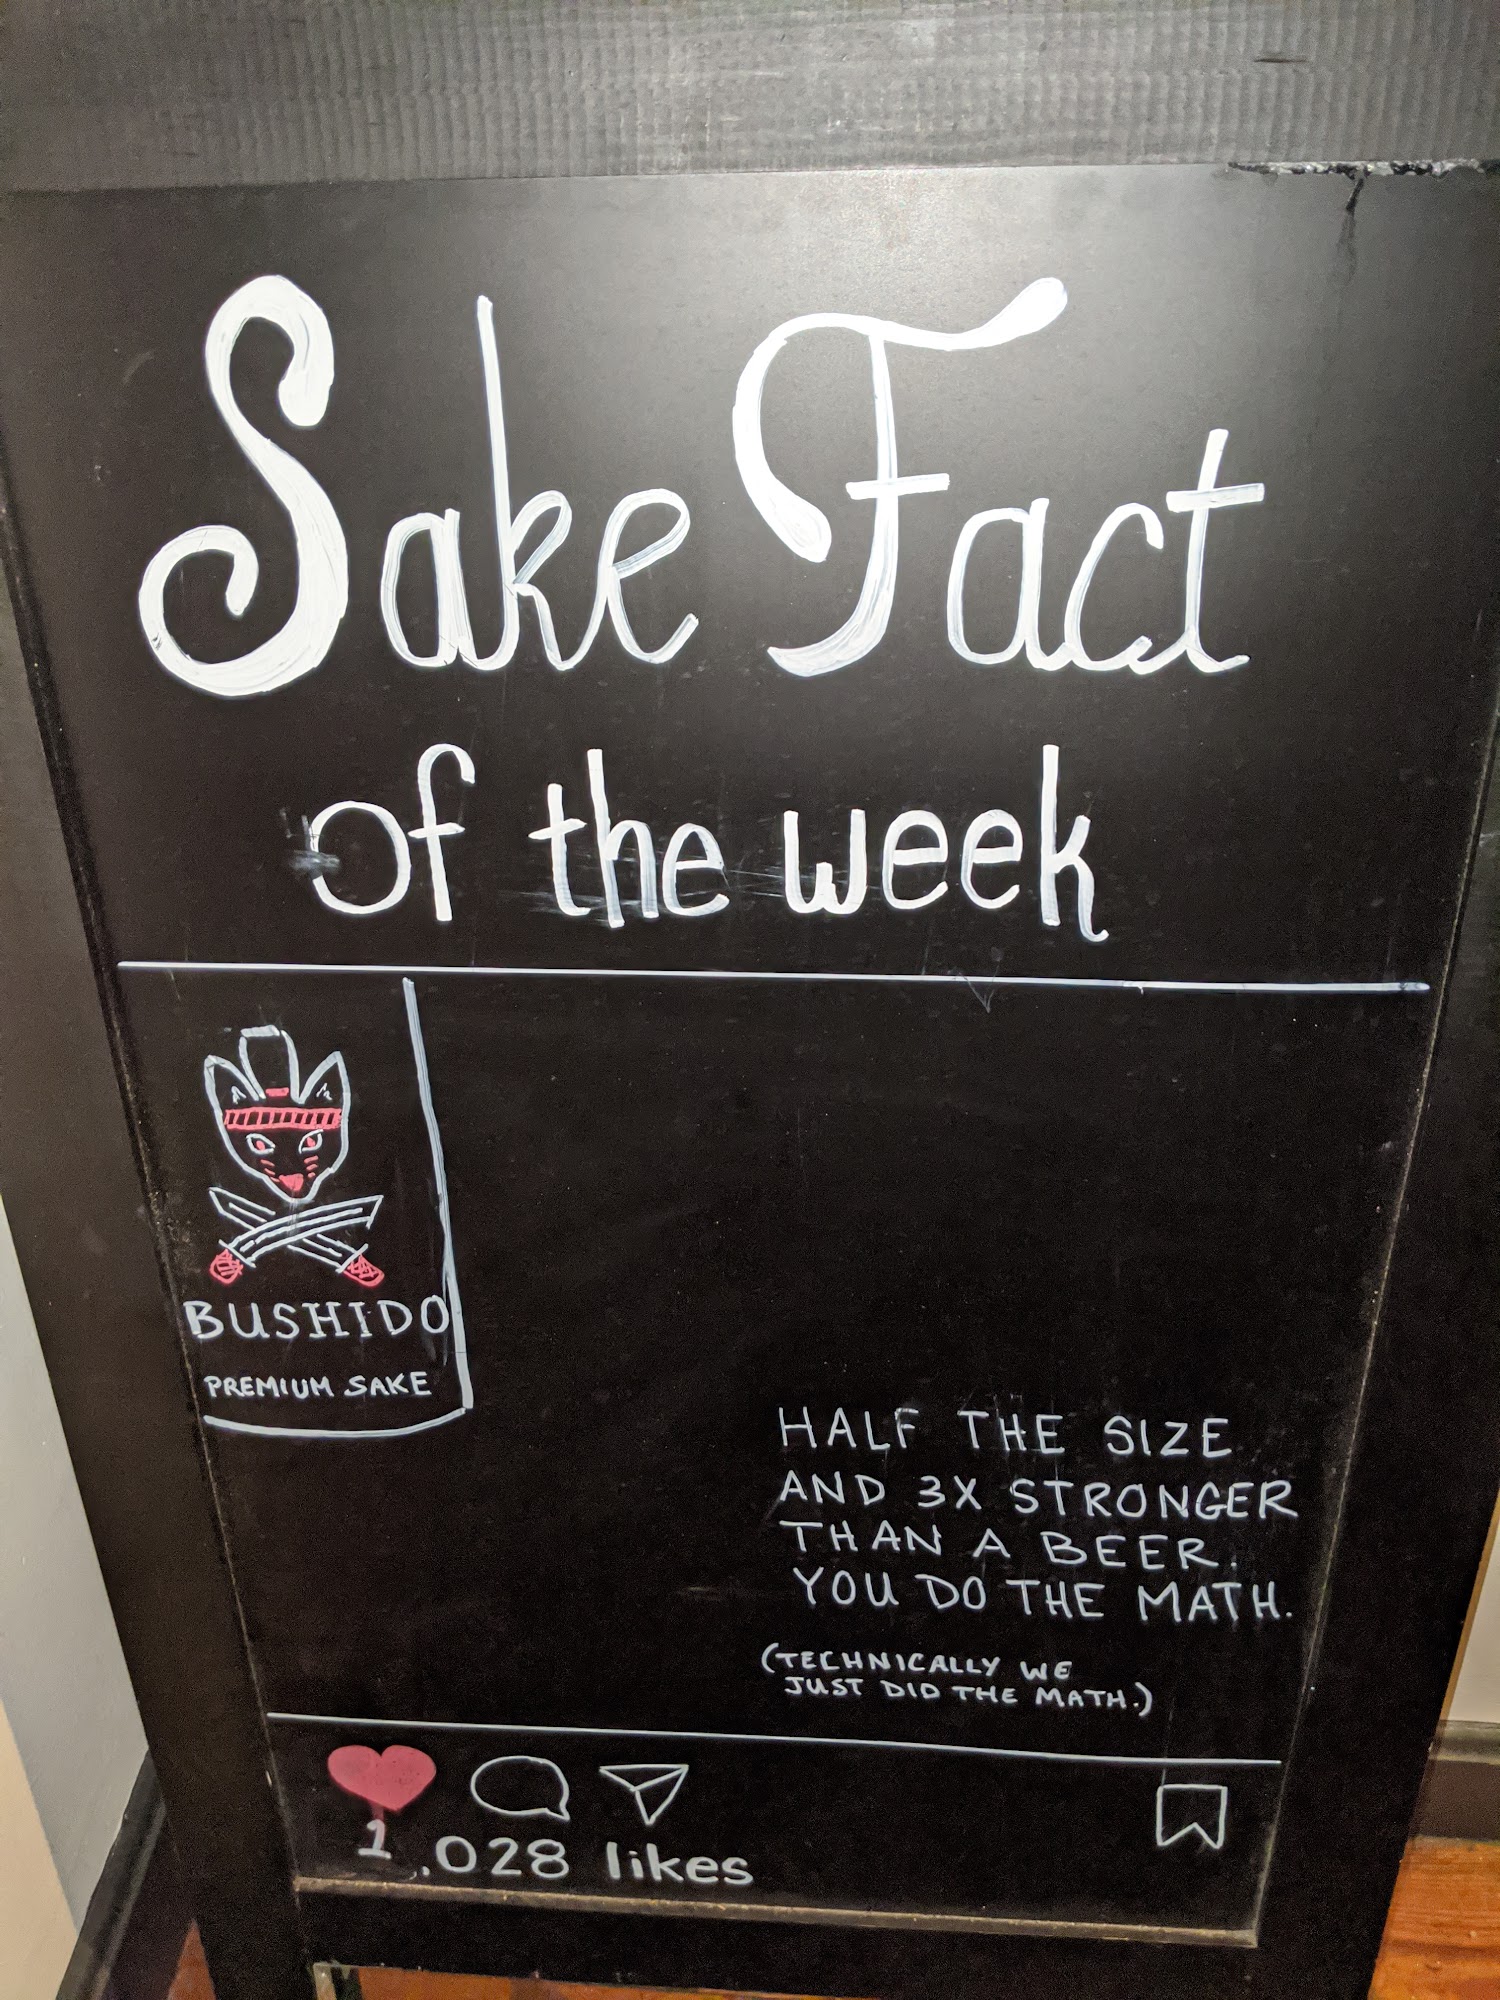 Sake Fact
of the week
BUSHIDO
PREMIUM SAKE
HALF THE SIZE
AND 3X STRONGER
THAN A BEER.
YOU DO THE MATH.
(TECHNICALLY WE
JUST DID THE MATH.)
1,028 likes